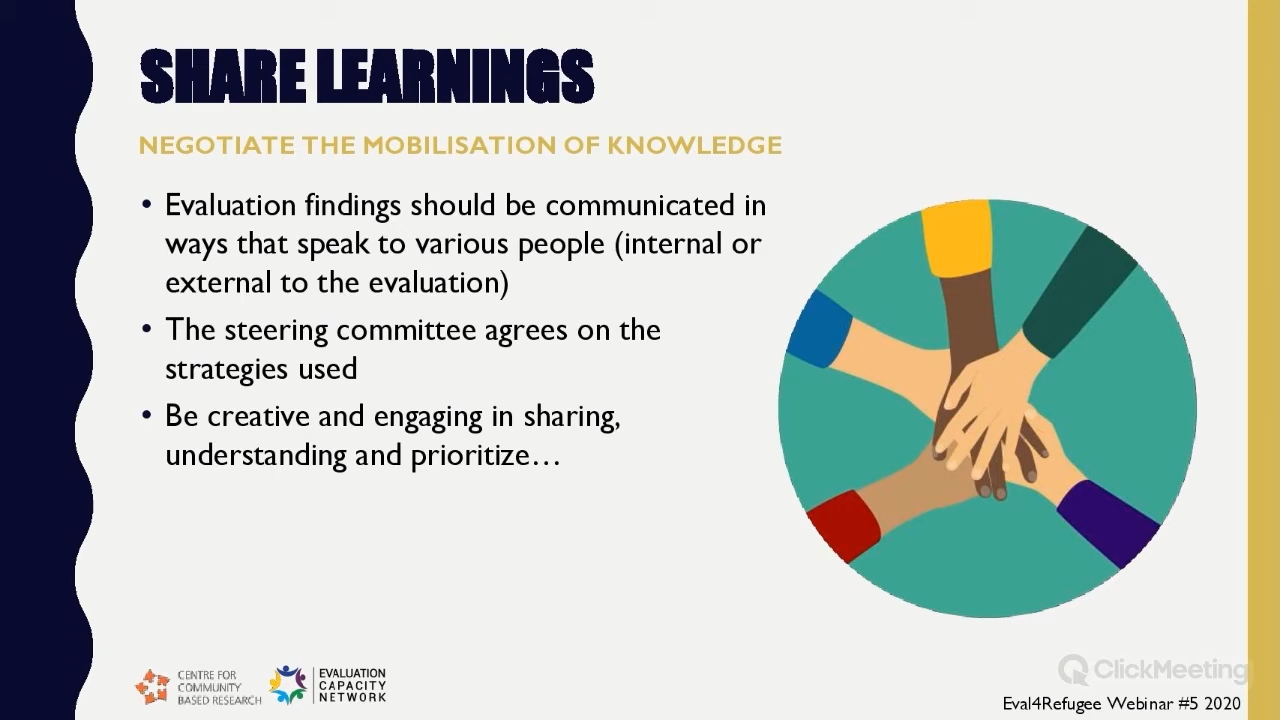 SHARE LEARNINGS
NEGOTIATE THE MOBILISATION OF KNOWLEDGE
• Evaluation findings should be communicated in
ways that speak to various people (internal or
external to the evaluation)
• The steering committee agrees on the
strategies used
• Be creative and engaging in sharing,
understanding and prioritize…
CENTRE FOR
COMMUNITY
BASED RESEARCH
EVALUATION
CAPACITY
NETWORK
ClickMeeting
Eval4Refugee Webinar #5 2020